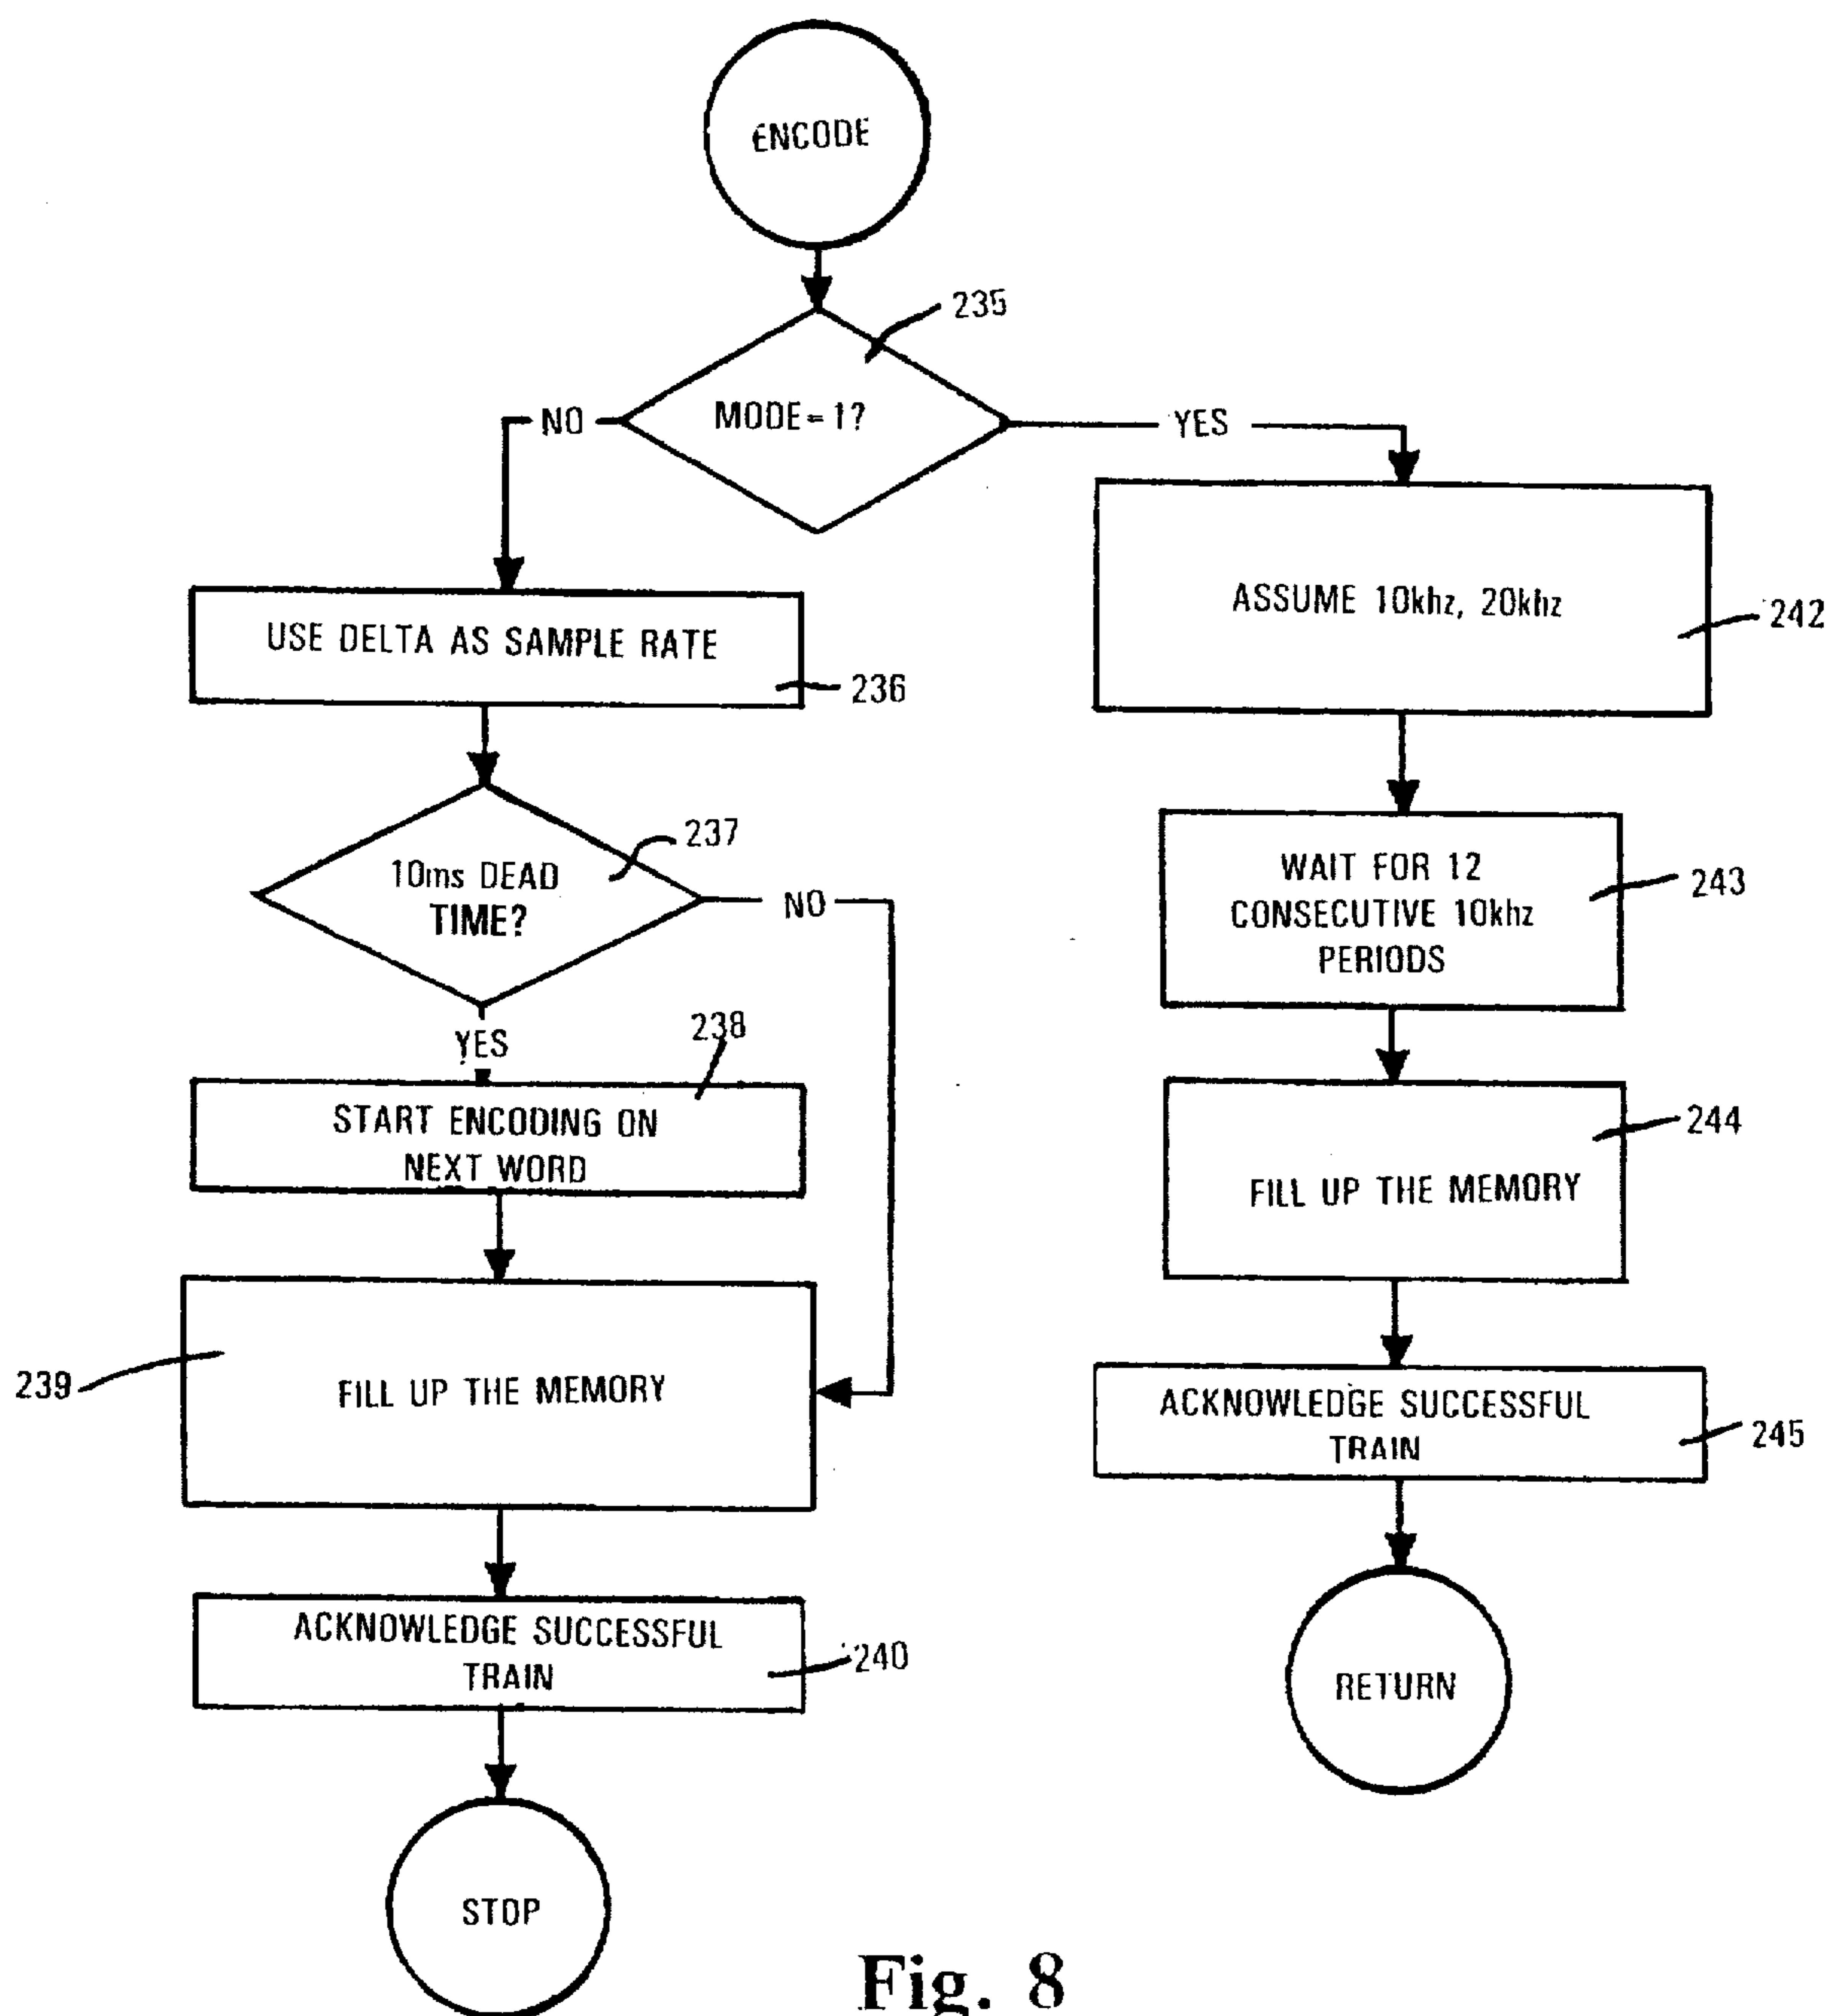 ENCODE
235
MODE=1?
NO
YES
ASSUME 10khz, 20khz
242
USE DELTA AS SAMPLE RATE
236
237
10ms DEAD
TIME?
NO
WAIT FOR 12
CONSECUTIVE 10khz
PERIODS
243
YES
238
START ENCODING ON
NEXT WORD
244
FILL UP THE MEMORY
239
FILL UP THE MEMORY
ACKNOWLEDGE SUCCESSFUL
TRAIN
245
ACKNOWLEDGE SUCCESSFUL
TRAIN
240
RETURN
STOP
Fig. 8